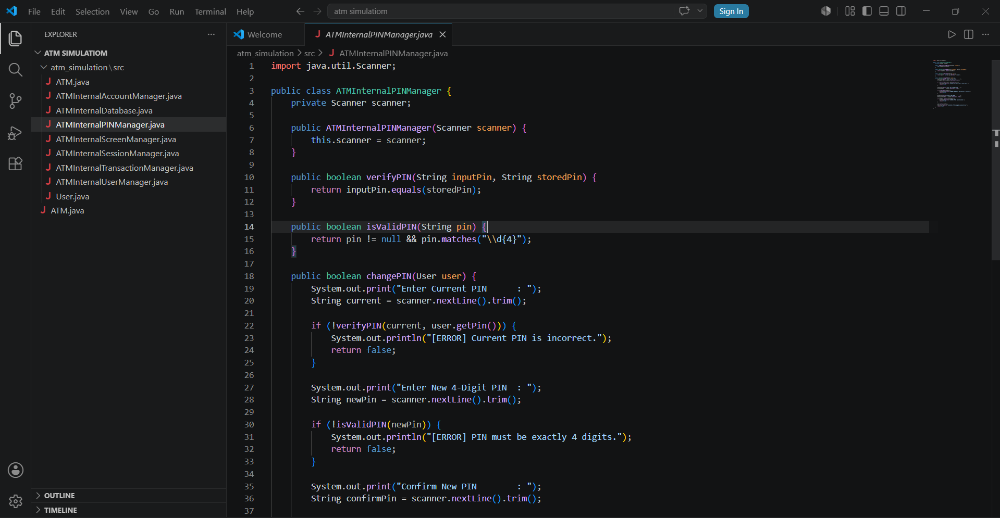 File Edit Selection View Go Run Terminal Help
atm simulatiom
Sign In
EXPLORER
ATM SIMULATIOM
atm_simulation\src
ATM.java
ATMInternalAccountManager.java
ATMInternalDatabase.java
ATMInternalPINManager.java
ATMInternalScreenManager.java
ATMInternalSessionManager.java
ATMInternalTransactionManager.java
ATMInternalUserManager.java
User.java
ATM.java
OUTLINE
TIMELINE
Welcome
ATMInternalPINManager.java
atm_simulation > src > ATMInternalPINManager.java
1 import java.util.Scanner;
2
3 public class ATMInternalPINManager {
4     private Scanner scanner;
5
6     public ATMInternalPINManager(Scanner scanner) {
7         this.scanner = scanner;
8     }
9
10     public boolean verifyPIN(String inputPin, String storedPin) {
11         return inputPin.equals(storedPin);
12     }
13
14     public boolean isValidPIN(String pin) {
15         return pin != null && pin.matches("\\d{4}");
16     }
17
18     public boolean changePIN(User user) {
19         System.out.print("Enter Current PIN      : ");
20         String current = scanner.nextLine().trim();
21
22         if (!verifyPIN(current, user.getPin())) {
23             System.out.println("[ERROR] Current PIN is incorrect.");
24             return false;
25         }
26
27         System.out.print("Enter New 4-Digit PIN  : ");
28         String newPin = scanner.nextLine().trim();
29
30         if (!isValidPIN(newPin)) {
31             System.out.println("[ERROR] PIN must be exactly 4 digits.");
32             return false;
33         }
34
35         System.out.print("Confirm New PIN        : ");
36         String confirmPin = scanner.nextLine().trim();
37